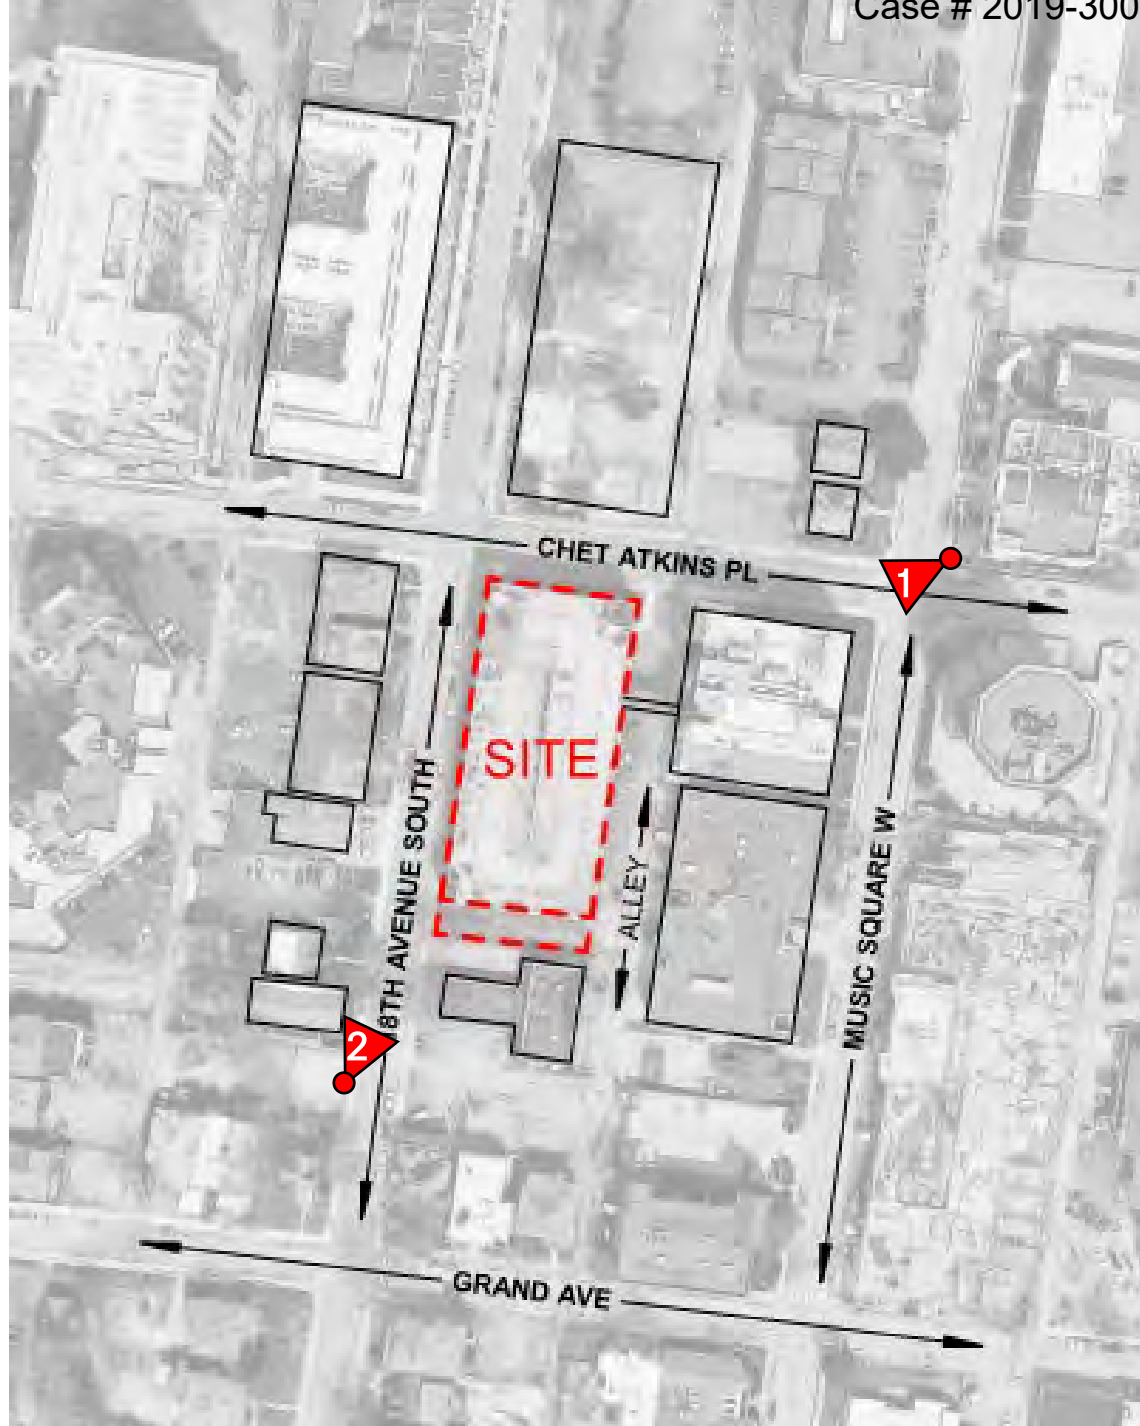 Case # 2019-300
CHET ATKINS PL
1
SITE
8TH AVENUE SOUTH
ALLEY
MUSIC SQUARE W
2
GRAND AVE